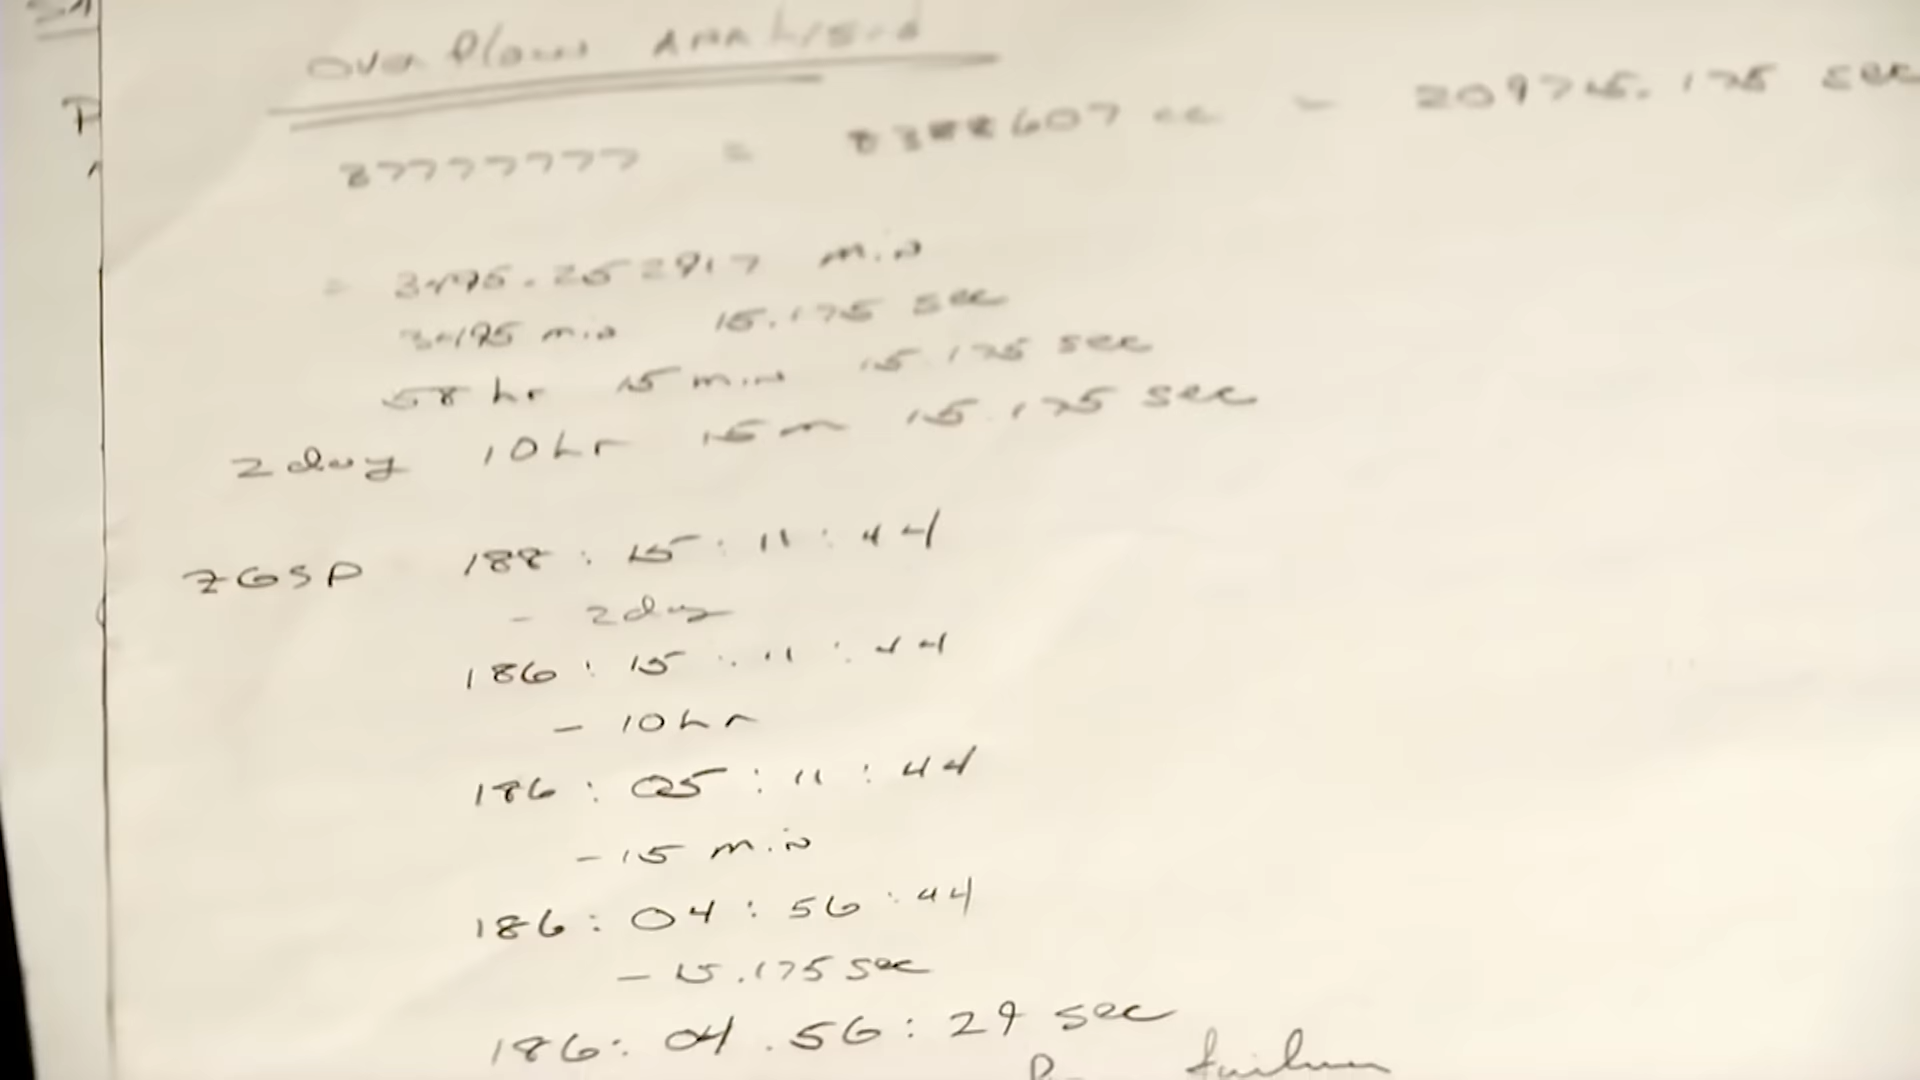 Overflow Analysis
37777777 = 8388607 cc = 209715.175 sec
= 3495.252917 min
3495 min 15.175 sec
58 hr 15 min 15.175 sec
2 day 10 hr 15 m 15.175 sec
ZGSP 188 : 15 : 11 : 44
- 2 day
186 : 15 : 11 : 44
- 10 hr
186 : 05 : 11 : 44
- 15 min
186 : 04 : 56 : 44
- 15.175 sec
186 : 04 . 56 : 29 sec
failure